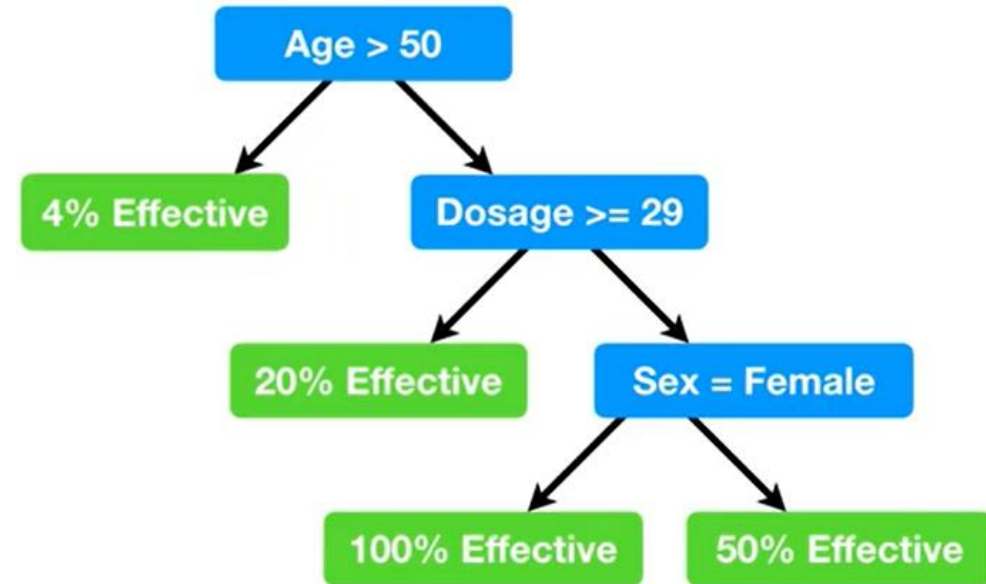 Age > 50
4% Effective
Dosage >= 29
20% Effective
Sex = Female
100% Effective
50% Effective